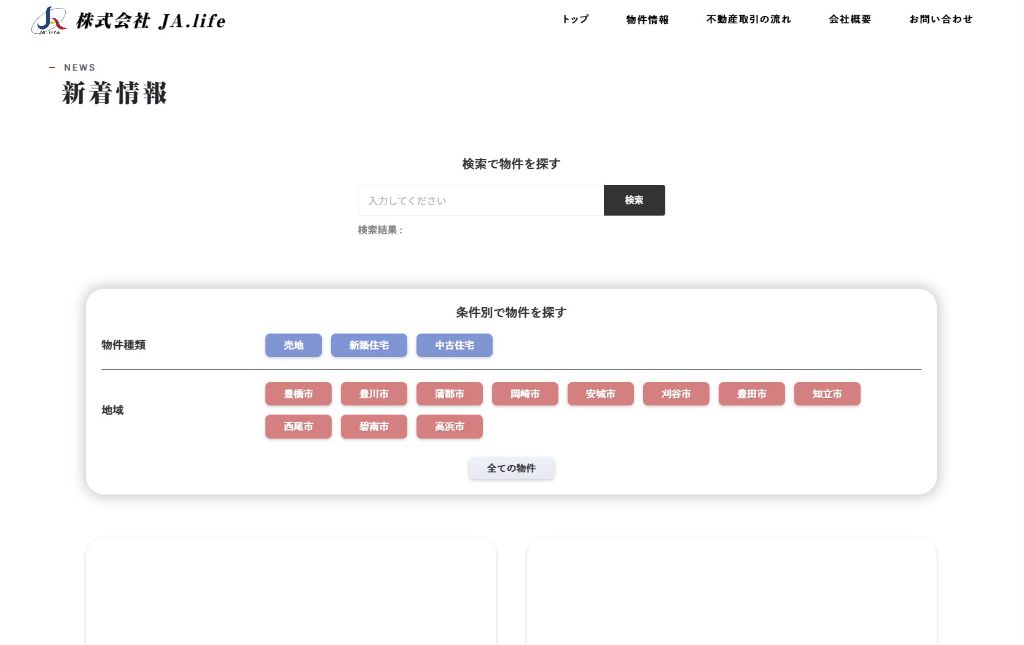 株式会社 JA.life
トップ 物件情報 不動産取引の流れ 会社概要 お問い合わせ
NEWS
新着情報
検索で物件を探す
入力してください 検索
検索結果 :
条件別で物件を探す
物件種類 売地 新築住宅 中古住宅
地域 豊橋市 豊川市 蒲郡市 岡崎市 安城市 刈谷市 豊田市 知立市
西尾市 碧南市 高浜市
全ての物件